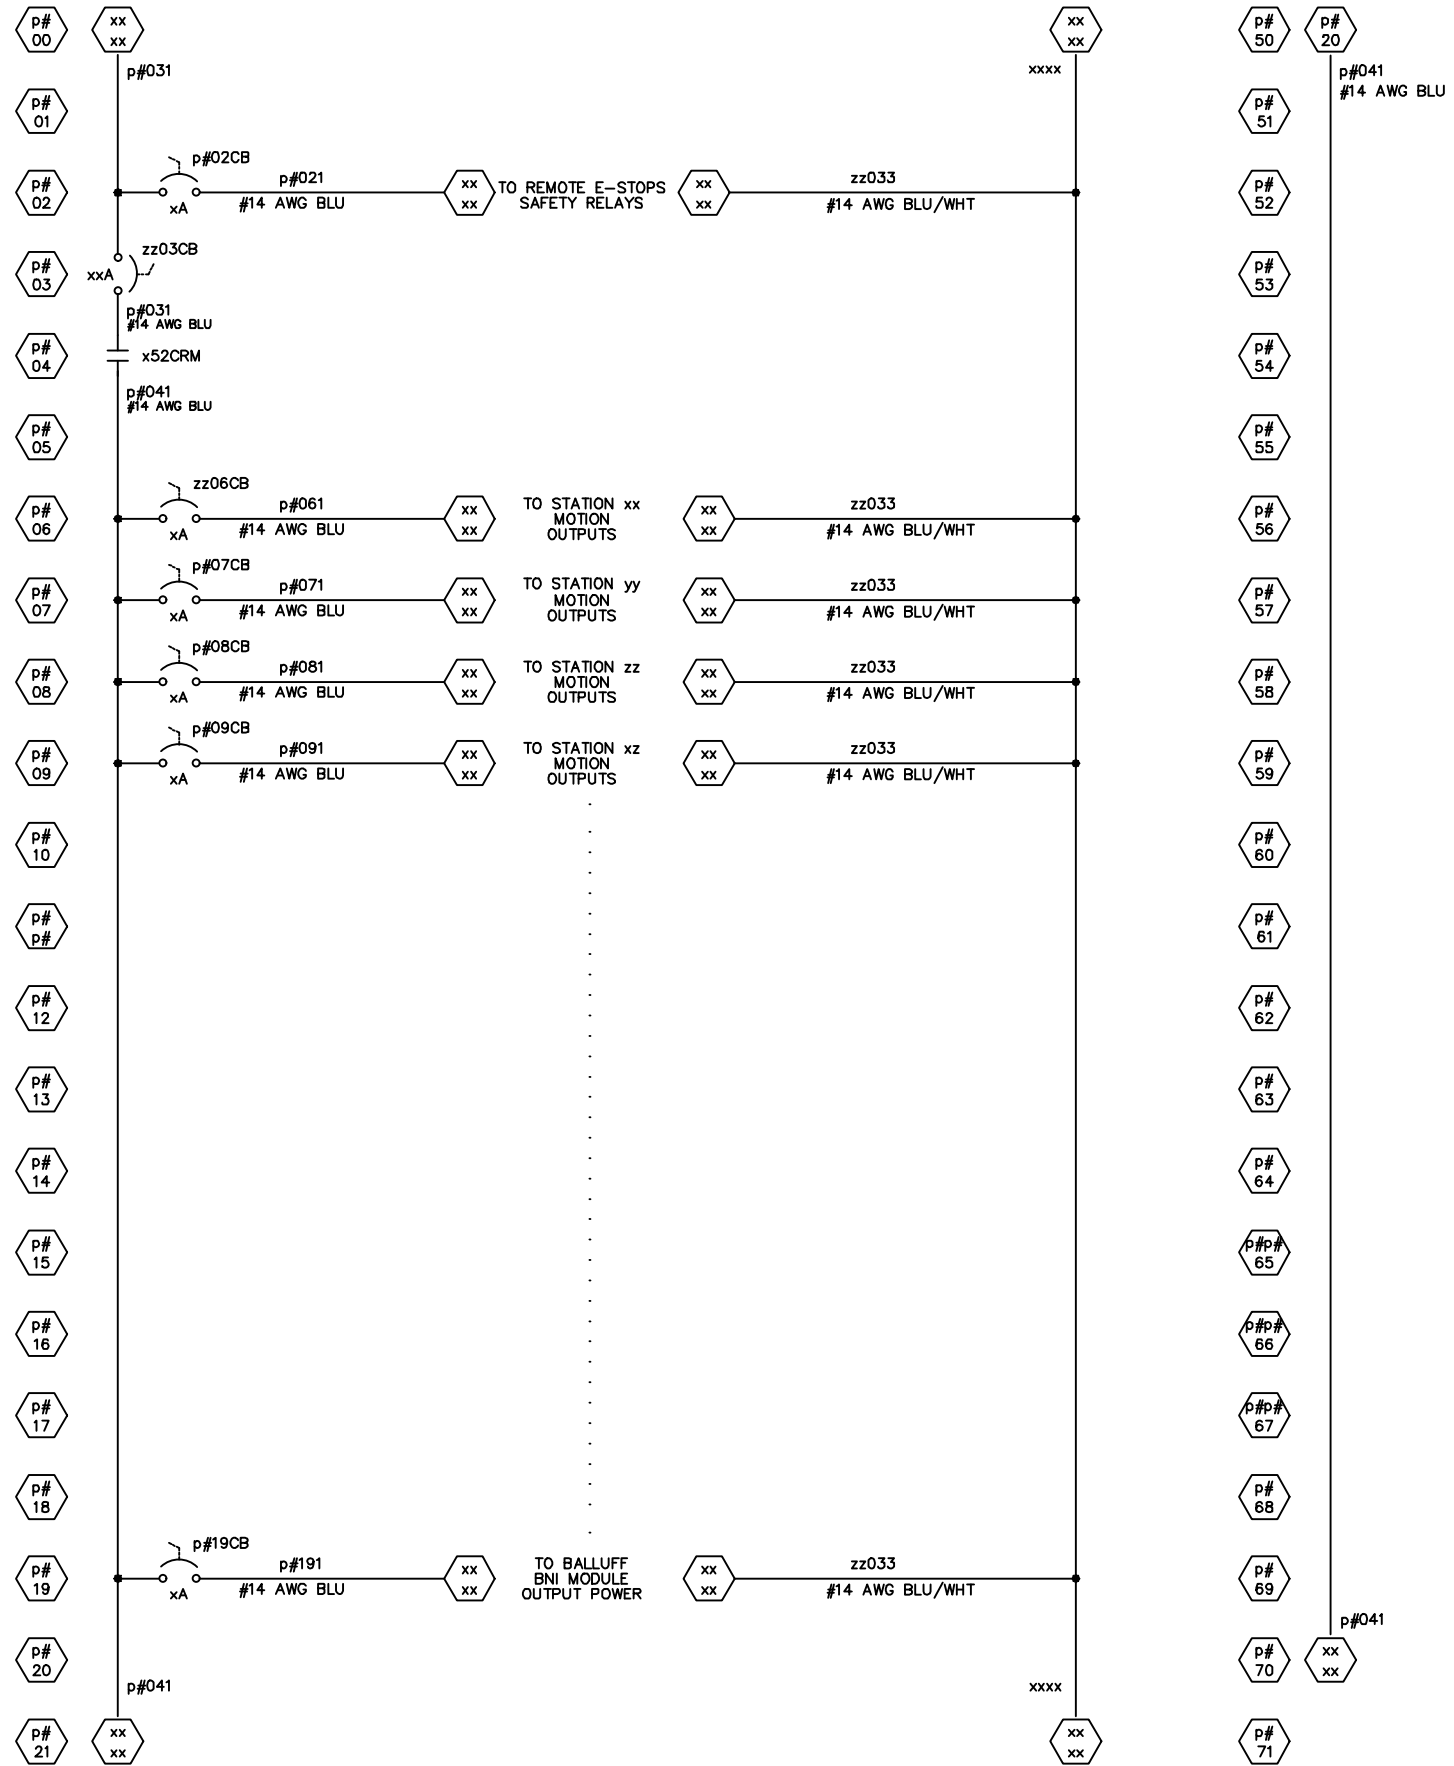 p#
00
xx
xx
xx
xx
p#
50
p#
20
p#031
xxxx
p#041
#14 AWG BLU
p#
01
p#
51
p#02CB
p#
02
xA
p#021
#14 AWG BLU
xx
xx
TO REMOTE E-STOPS
SAFETY RELAYS
xx
xx
zz033
#14 AWG BLU/WHT
p#
52
zz03CB
p#
03
xxA
p#
53
p#031
#14 AWG BLU
p#
04
x52CRM
p#
54
p#041
#14 AWG BLU
p#
05
p#
55
zz06CB
p#
06
xA
p#061
#14 AWG BLU
xx
xx
TO STATION xx
MOTION
OUTPUTS
xx
xx
zz033
#14 AWG BLU/WHT
p#
56
p#07CB
p#
07
xA
p#071
#14 AWG BLU
xx
xx
TO STATION yy
MOTION
OUTPUTS
xx
xx
zz033
#14 AWG BLU/WHT
p#
57
p#08CB
p#
08
xA
p#081
#14 AWG BLU
xx
xx
TO STATION zz
MOTION
OUTPUTS
xx
xx
zz033
#14 AWG BLU/WHT
p#
58
p#09CB
p#
09
xA
p#091
#14 AWG BLU
xx
xx
TO STATION xz
MOTION
OUTPUTS
xx
xx
zz033
#14 AWG BLU/WHT
p#
59
p#
10
p#
60
p#
p#
p#
61
p#
12
p#
62
p#
13
p#
63
p#
14
p#
64
p#
15
p#p#
65
p#
16
p#p#
66
p#
17
p#p#
67
p#
18
p#
68
p#19CB
p#
19
xA
p#191
#14 AWG BLU
xx
xx
TO BALLUFF
BNI MODULE
OUTPUT POWER
xx
xx
zz033
#14 AWG BLU/WHT
p#
69
p#041
p#
20
p#
70
xx
xx
p#041
xxxx
p#
21
xx
xx
xx
xx
p#
71